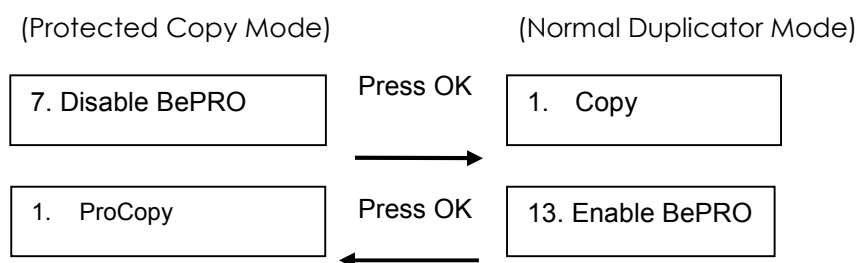 (Protected Copy Mode) (Normal Duplicator Mode)
7. Disable BePRO Press OK 1. Copy
1. ProCopy Press OK 13. Enable BePRO